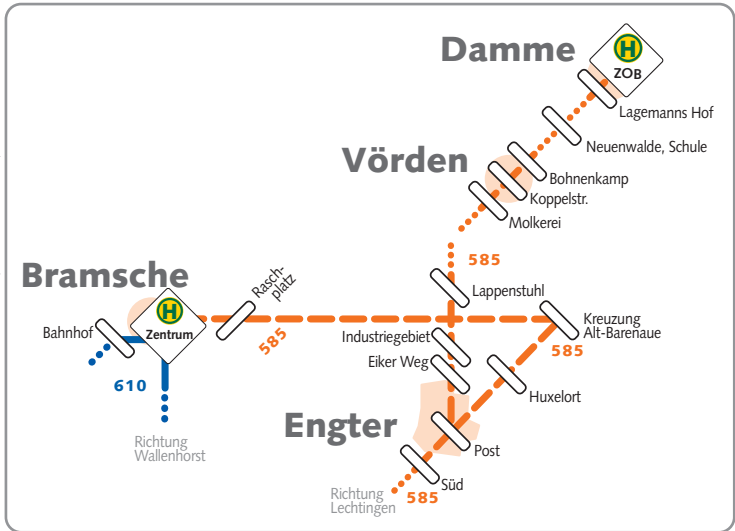 Damme
H
ZOB
Lagemanns Hof
Neuenwalde, Schule
Vörden
Bohnenkamp
Koppelstr.
Molkerei
585
Bramsche
Rasch-
platz
Lappenstuhl
H
Zentrum
Bahnhof
585
Industriegebiet
Kreuzung
Alt-Barenaue
585
Eiker Weg
610
Huxelort
Engter
Richtung
Wallenhorst
Post
Süd
Richtung
Lechtingen
585